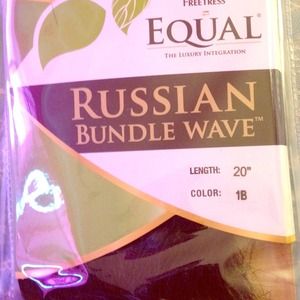 FREETRESS
EQUAL®
THE LUXURY INTEGRATION
RUSSIAN
BUNDLE WAVE™
LENGTH: 20"
COLOR: 1B